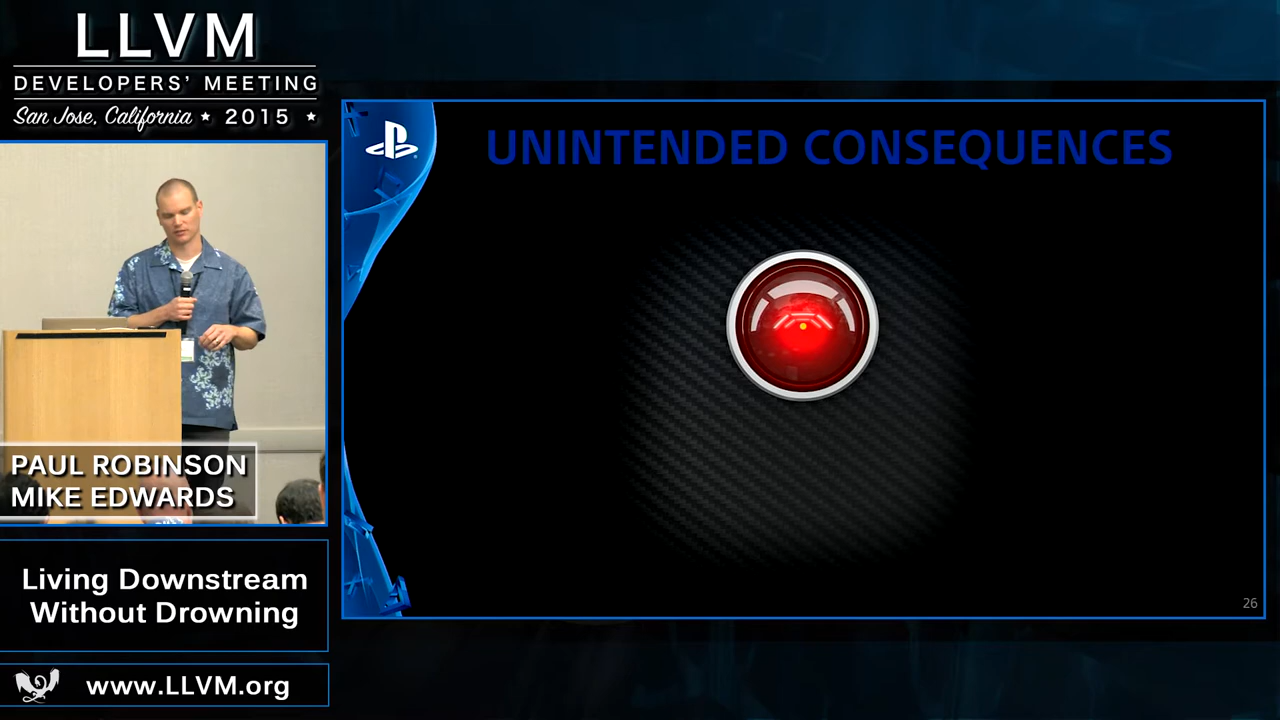 LLVM
DEVELOPERS' MEETING
San Jose, California ★ 2015 ★
UNINTENDED CONSEQUENCES
PAUL ROBINSON
MIKE EDWARDS
Living Downstream
Without Drowning
26
www.LLVM.org